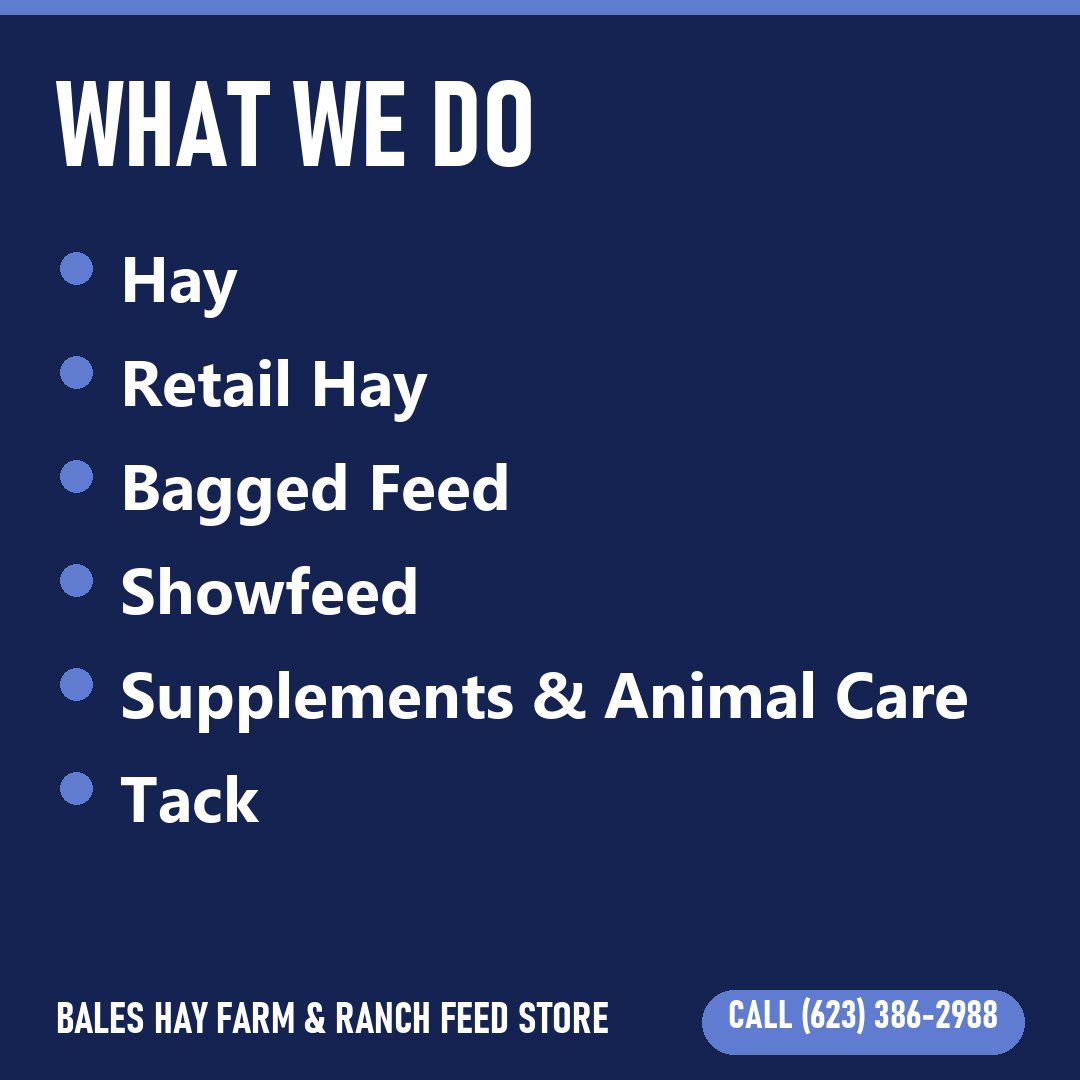 WHAT WE DO
Hay
Retail Hay
Bagged Feed
Showfeed
Supplements & Animal Care
Tack
BALES HAY FARM & RANCH FEED STORE
CALL (623) 386-2988